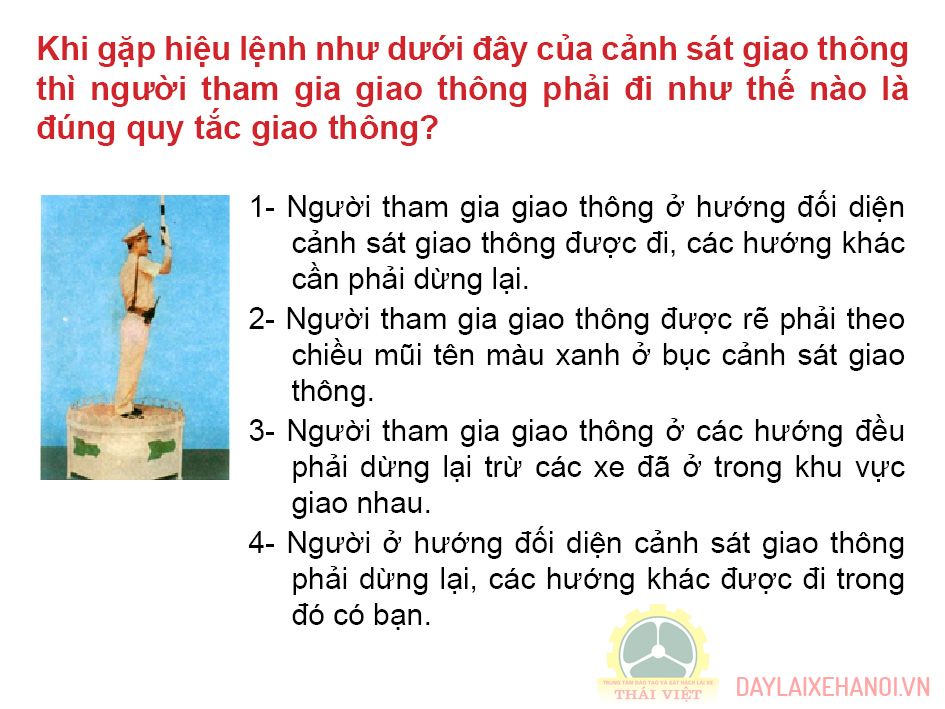 Khi gặp hiệu lệnh như dưới đây của cảnh sát giao thông
thì người tham gia giao thông phải đi như thế nào là
đúng quy tắc giao thông?
1- Người tham gia giao thông ở hướng đối diện
cảnh sát giao thông được đi, các hướng khác
cần phải dừng lại.
2- Người tham gia giao thông được rẽ phải theo
chiều mũi tên màu xanh ở bục cảnh sát giao
thông.
3- Người tham gia giao thông ở các hướng đều
phải dừng lại trừ các xe đã ở trong khu vực
giao nhau.
4- Người ở hướng đối diện cảnh sát giao thông
phải dừng lại, các hướng khác được đi trong
đó có bạn.
TRUNG TÂM ĐÀO TẠO VÀ SÁT HẠCH LÁI XE
THÁI VIỆT
DAYLAIXEHANOI.VN